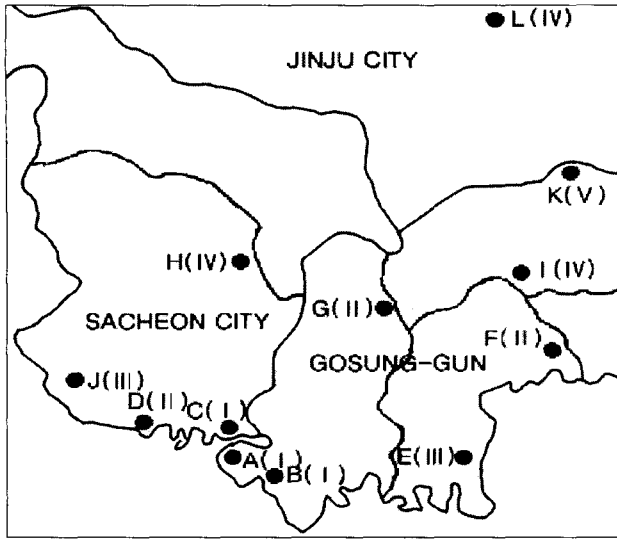 L(IV)
JINJU CITY
K(V)
H(IV)
I(IV)
G(II)
SACHEON CITY
F(II)
GOSUNG-GUN
J(III)
D(II)
C(I)
A(I)
E(III)
B(I)